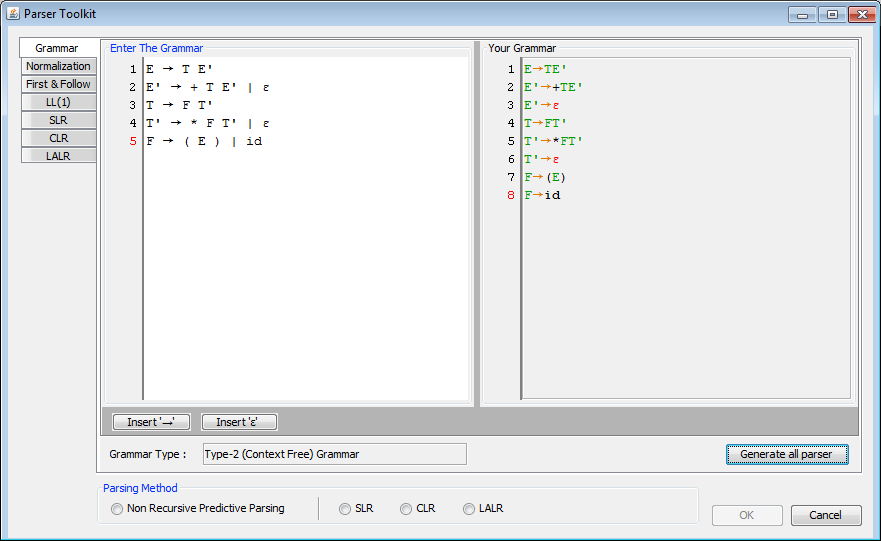 Parser Toolkit
Grammar
Normalization
First & Follow
LL(1)
SLR
CLR
LALR
Enter The Grammar
1 E → T E'
2 E' → + T E' | ε
3 T → F T'
4 T' → * F T' | ε
5 F → ( E ) | id
Your Grammar
1 E→TE'
2 E'→+TE'
3 E'→ε
4 T→FT'
5 T'→*FT'
6 T'→ε
7 F→(E)
8 F→id
Insert '→' Insert 'ε'
Grammar Type : Type-2 (Context Free) Grammar Generate all parser
Parsing Method
Non Recursive Predictive Parsing SLR CLR LALR
OK Cancel